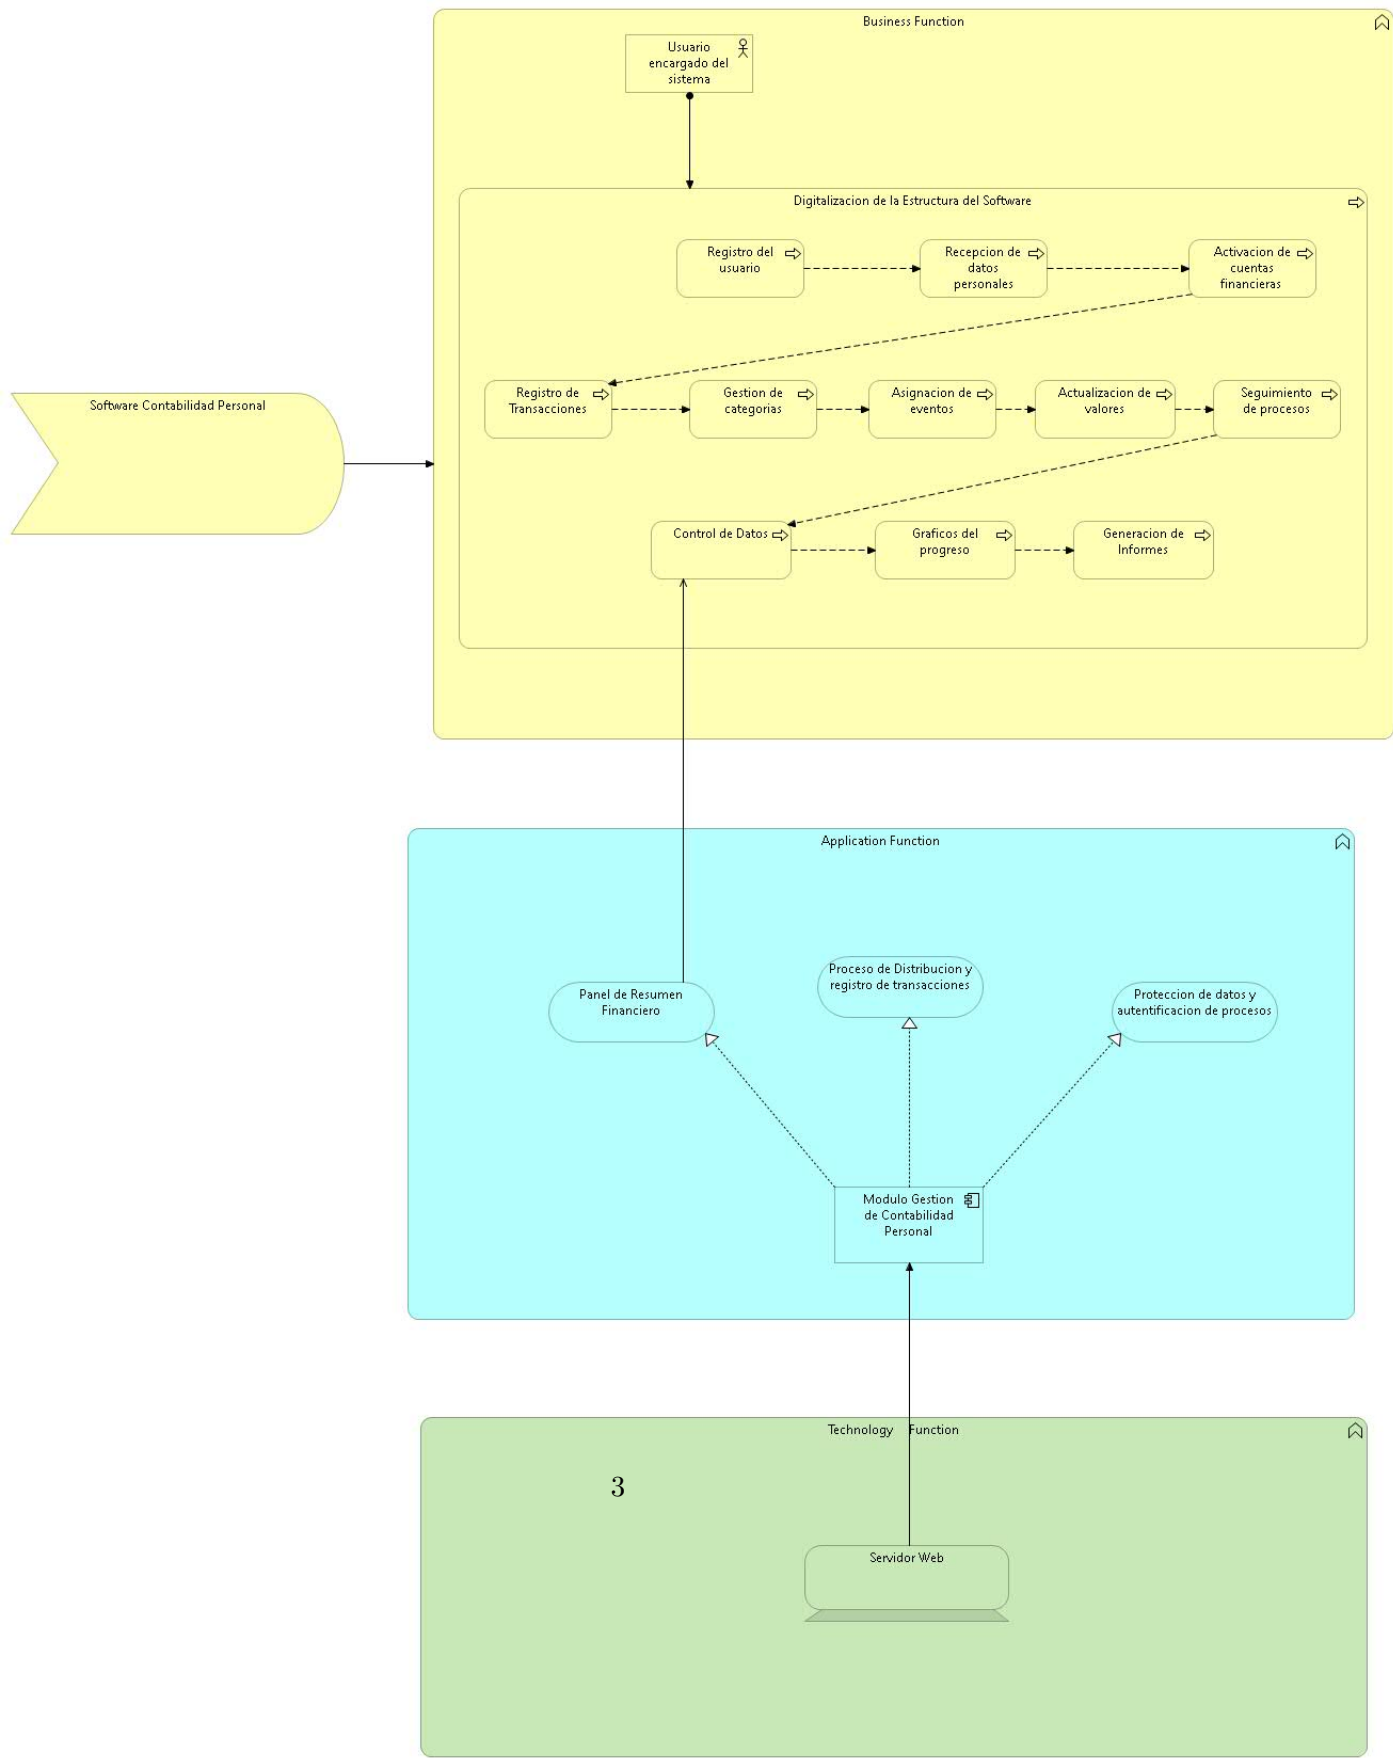 Business Function
Usuario
encargado del
sistema
Digitalizacion de la Estructura del Software
Registro del
usuario
Recepcion de
datos
personales
Activacion de
cuentas
financieras
Software Contabilidad Personal
Registro de
Transacciones
Gestion de
categorias
Asignacion de
eventos
Actualizacion de
valores
Seguimiento
de procesos
Control de Datos
Graficos del
progreso
Generacion de
Informes
Application Function
Panel de Resumen
Financiero
Proceso de Distribucion y
registro de transacciones
Proteccion de datos y
autentificacion de procesos
Modulo Gestion
de Contabilidad
Personal
Technology Function
3
Servidor Web